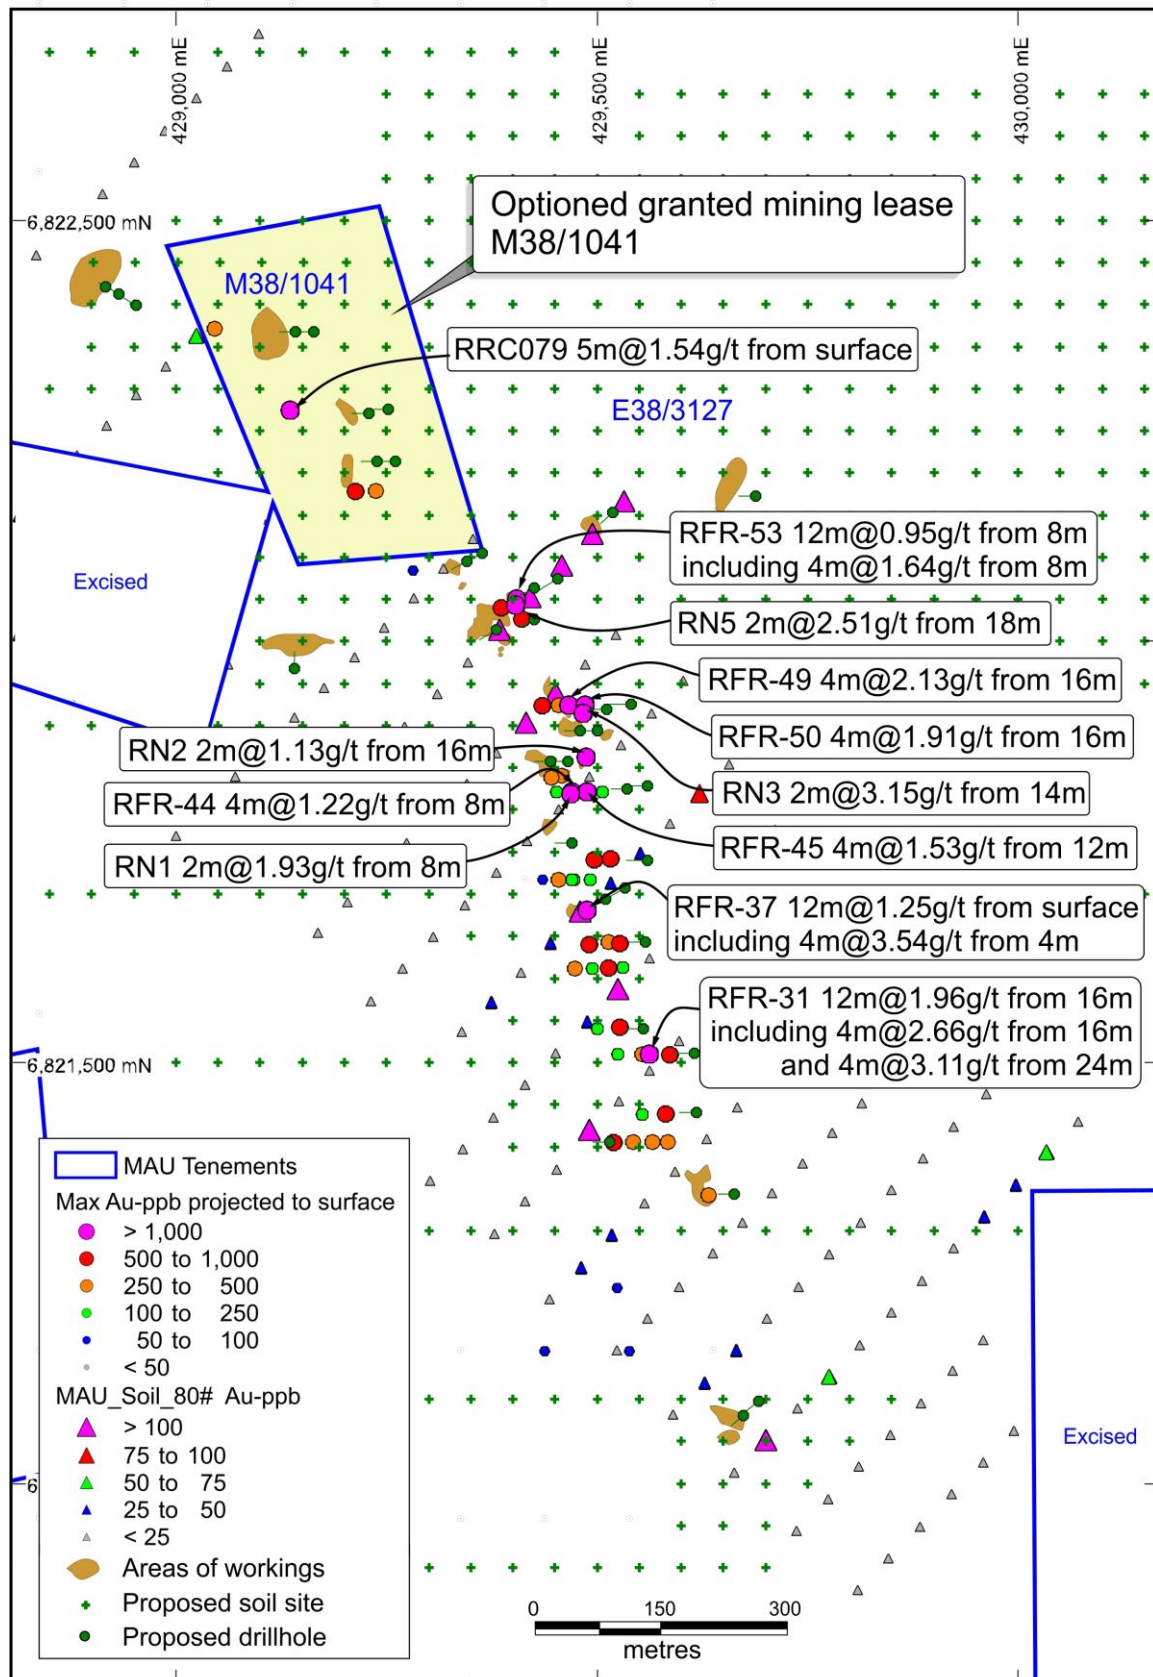 429,000 mE
429,500 mE
430,000 mE
Optioned granted mining lease
M38/1041
6,822,500 mN
M38/1041
RRC079 5m@1.54g/t from surface
E38/3127
RFR-53 12m@0.95g/t from 8m
including 4m@1.64g/t from 8m
Excised
RN5 2m@2.51g/t from 18m
RFR-49 4m@2.13g/t from 16m
RN2 2m@1.13g/t from 16m
RFR-50 4m@1.91g/t from 16m
RFR-44 4m@1.22g/t from 8m
RN3 2m@3.15g/t from 14m
RN1 2m@1.93g/t from 8m
RFR-45 4m@1.53g/t from 12m
RFR-37 12m@1.25g/t from surface
including 4m@3.54g/t from 4m
RFR-31 12m@1.96g/t from 16m
including 4m@2.66g/t from 16m
and 4m@3.11g/t from 24m
6,821,500 mN
MAU Tenements
Max Au-ppb projected to surface
> 1,000
500 to 1,000
250 to 500
100 to 250
50 to 100
< 50
MAU_Soil_80# Au-ppb
> 100
75 to 100
50 to 75
25 to 50
< 25
Areas of workings
Proposed soil site
Proposed drillhole
Excised
6
0 150 300
metres